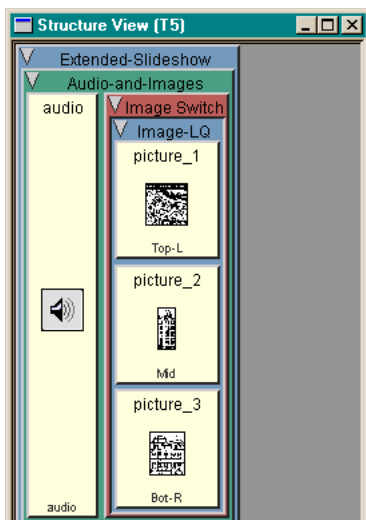 Structure View (T5)
Extended-Slideshow
Audio-and-Images
audio
Image Switch
Image-LQ
picture_1
Top-L
picture_2
Mid
picture_3
Bot-R
audio